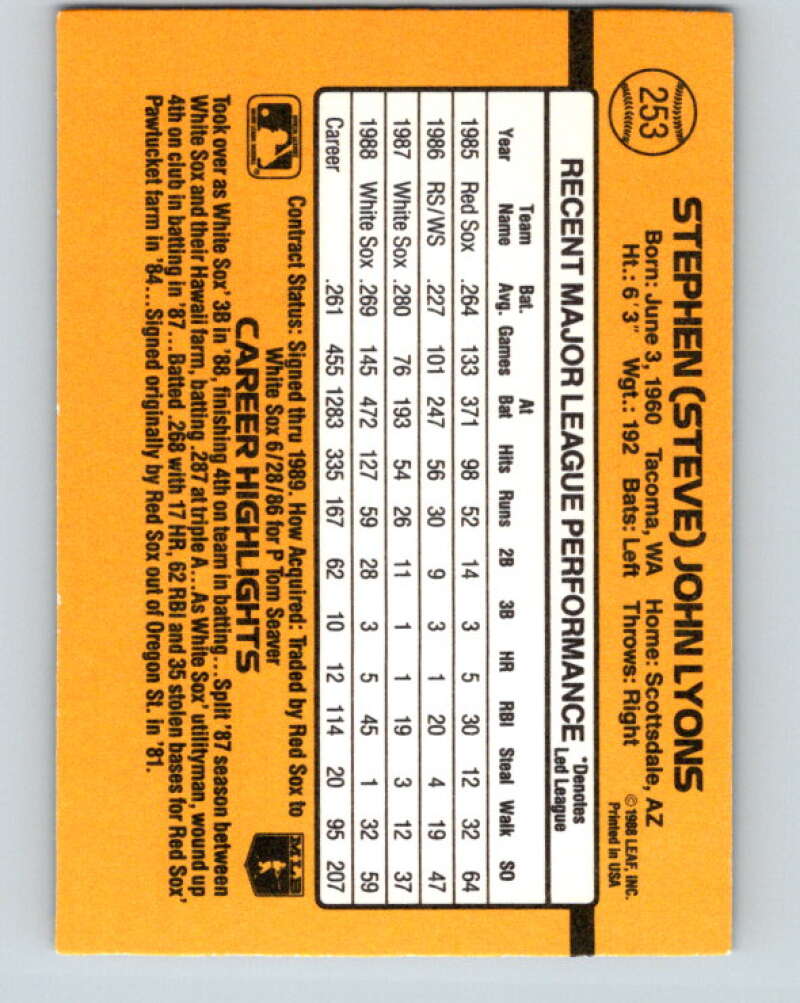 253
STEPHEN (STEVE) JOHN LYONS
Born: June 3, 1960 Tacoma, WA Home: Scottsdale, AZ
Ht.: 6'3" Wgt.: 192 Bats: Left Throws: Right
©1988 LEAF, INC.
Printed in USA
RECENT MAJOR LEAGUE PERFORMANCE
*Denotes
Led League
Year Team Name Bat. Avg. Games At Bat Hits Runs 2B 3B HR RBI Steal Walk SO
1985 Red Sox .264 133 371 98 52 14 3 5 30 12 32 64
1986 RS/WS .227 101 247 56 30 9 3 1 20 4 19 47
1987 White Sox .280 76 193 54 26 11 1 1 19 3 12 37
1988 White Sox .269 145 472 127 59 28 3 5 45 1 32 59
Career .261 455 1283 335 167 62 10 12 114 20 95 207
Contract Status: Signed thru 1989. How Acquired: Traded by Red Sox to
White Sox 6/28/86 for P Tom Seaver
MLB
CAREER HIGHLIGHTS
Took over as White Sox' 3B in '88, finishing 4th on team in batting...Split '87 season between
White Sox and their Hawaii farm, batting .287 at triple A...As White Sox' utilityman, wound up
4th on club in batting in '87...Batted .268 with 17 HR, 62 RBI and 35 stolen bases for Red Sox'
Pawtucket farm in '84...Signed originally by Red Sox out of Oregon St. in '81.